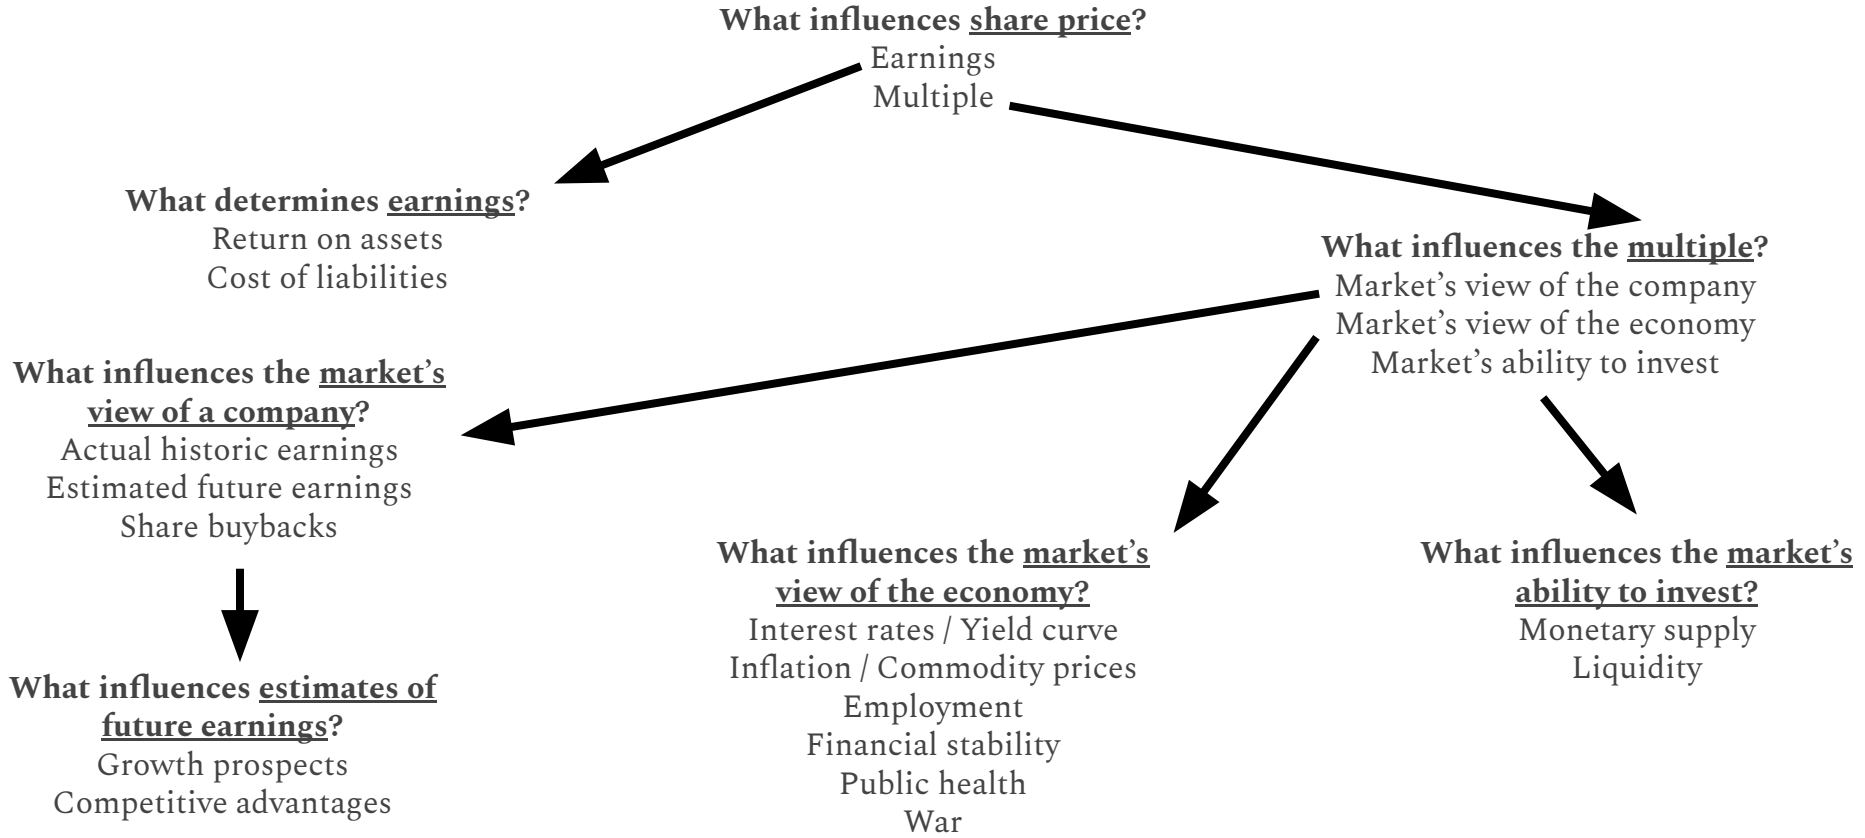 What influences share price?
Earnings
Multiple
What determines earnings?
Return on assets
Cost of liabilities
What influences the multiple?
Market’s view of the company
Market’s view of the economy
Market’s ability to invest
What influences the market’s
view of a company?
Actual historic earnings
Estimated future earnings
Share buybacks
What influences the market’s
view of the economy?
Interest rates / Yield curve
Inflation / Commodity prices
Employment
Financial stability
Public health
War
What influences the market’s
ability to invest?
Monetary supply
Liquidity
What influences estimates of
future earnings?
Growth prospects
Competitive advantages